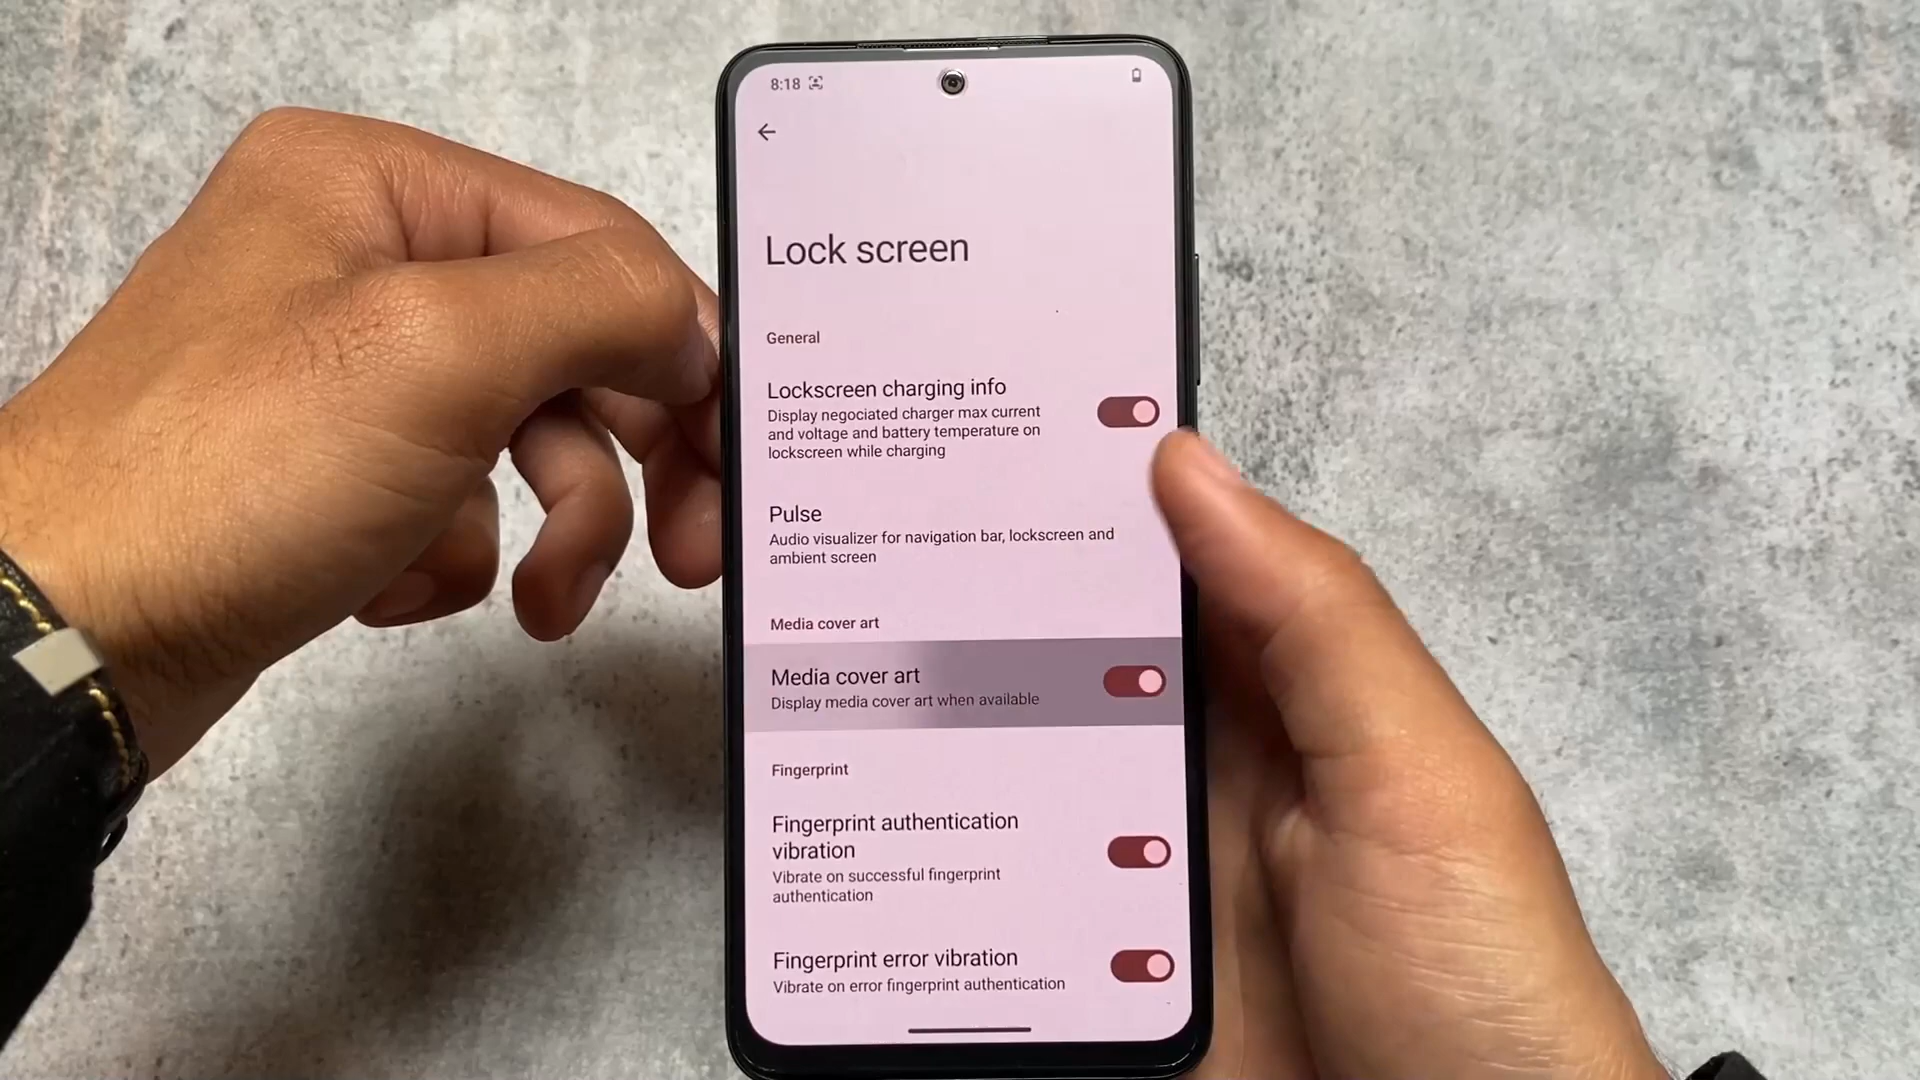 8:18
Lock screen
General
Lockscreen charging info
Display negociated charger max current
and voltage and battery temperature on
lockscreen while charging
Pulse
Audio visualizer for navigation bar, lockscreen and
ambient screen
Media cover art
Media cover art
Display media cover art when available
Fingerprint
Fingerprint authentication
vibration
Vibrate on successful fingerprint
authentication
Fingerprint error vibration
Vibrate on error fingerprint authentication